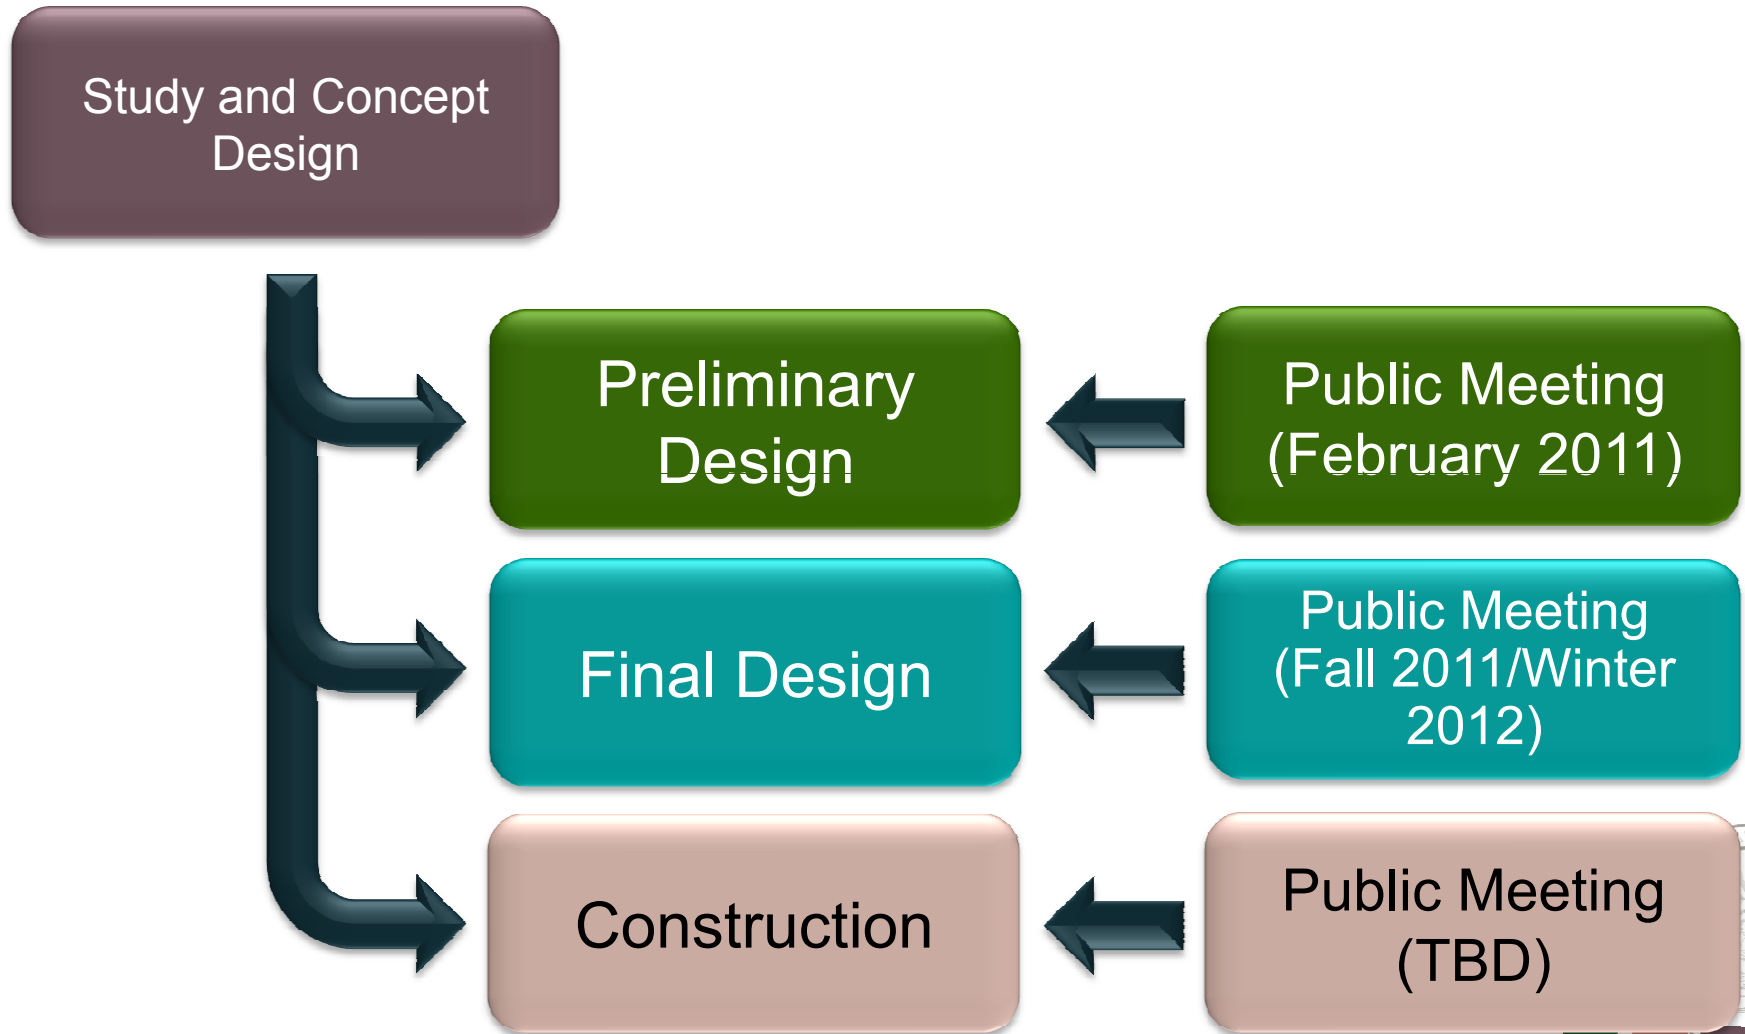 Study and Concept
Design
Preliminary
Design
Public Meeting
(February 2011)
Final Design
Public Meeting
(Fall 2011/Winter
2012)
Construction
Public Meeting
(TBD)